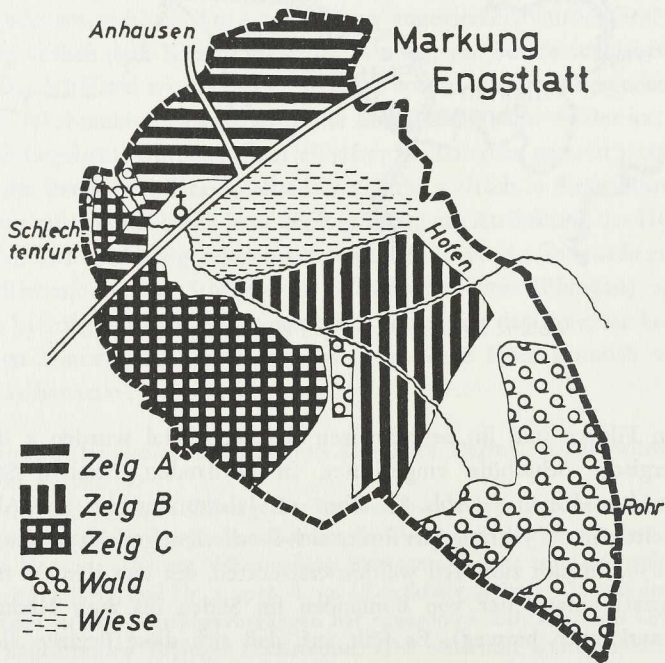 Anhausen
Markung
Engstlatt
Schlech-
tenfurt
Hofen
Rohr
Zelg A
Zelg B
Zelg C
Wald
Wiese